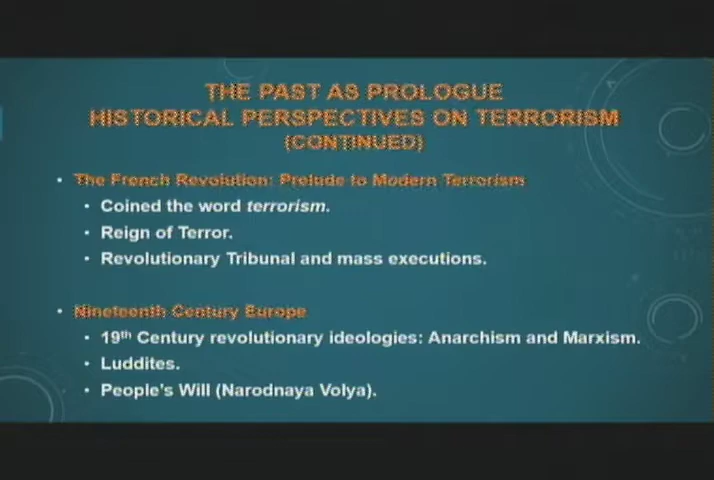 THE PAST AS PROLOGUE
HISTORICAL PERSPECTIVES ON TERRORISM
(CONTINUED)
• The French Revolution: Prelude to Modern Terrorism
• Coined the word terrorism.
• Reign of Terror.
• Revolutionary Tribunal and mass executions.
• Nineteenth Century Europe
• 19th Century revolutionary ideologies: Anarchism and Marxism.
• Luddites.
• People's Will (Narodnaya Volya).